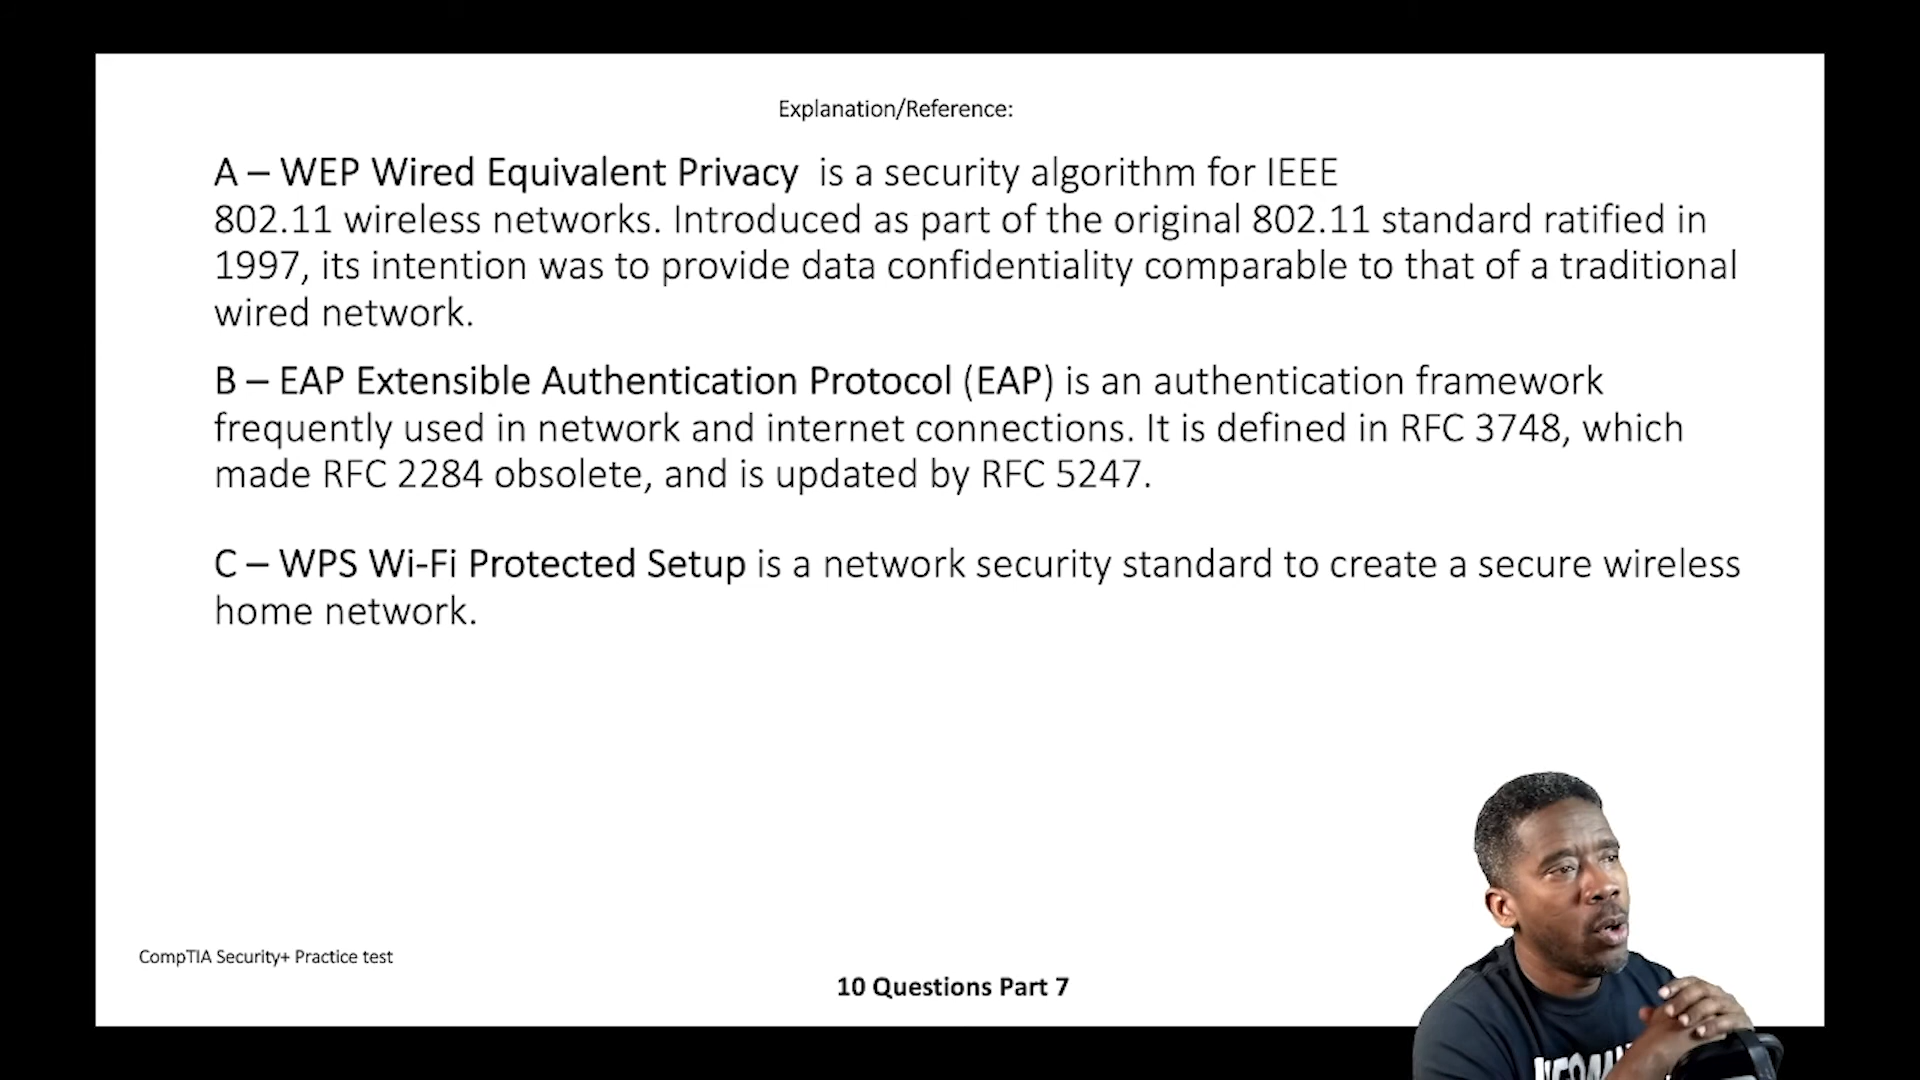 Explanation/Reference:
A – WEP Wired Equivalent Privacy  is a security algorithm for IEEE
802.11 wireless networks. Introduced as part of the original 802.11 standard ratified in
1997, its intention was to provide data confidentiality comparable to that of a traditional
wired network.
B – EAP Extensible Authentication Protocol (EAP) is an authentication framework
frequently used in network and internet connections. It is defined in RFC 3748, which
made RFC 2284 obsolete, and is updated by RFC 5247.
C – WPS Wi-Fi Protected Setup is a network security standard to create a secure wireless
home network.
CompTIA Security+ Practice test
10 Questions Part 7